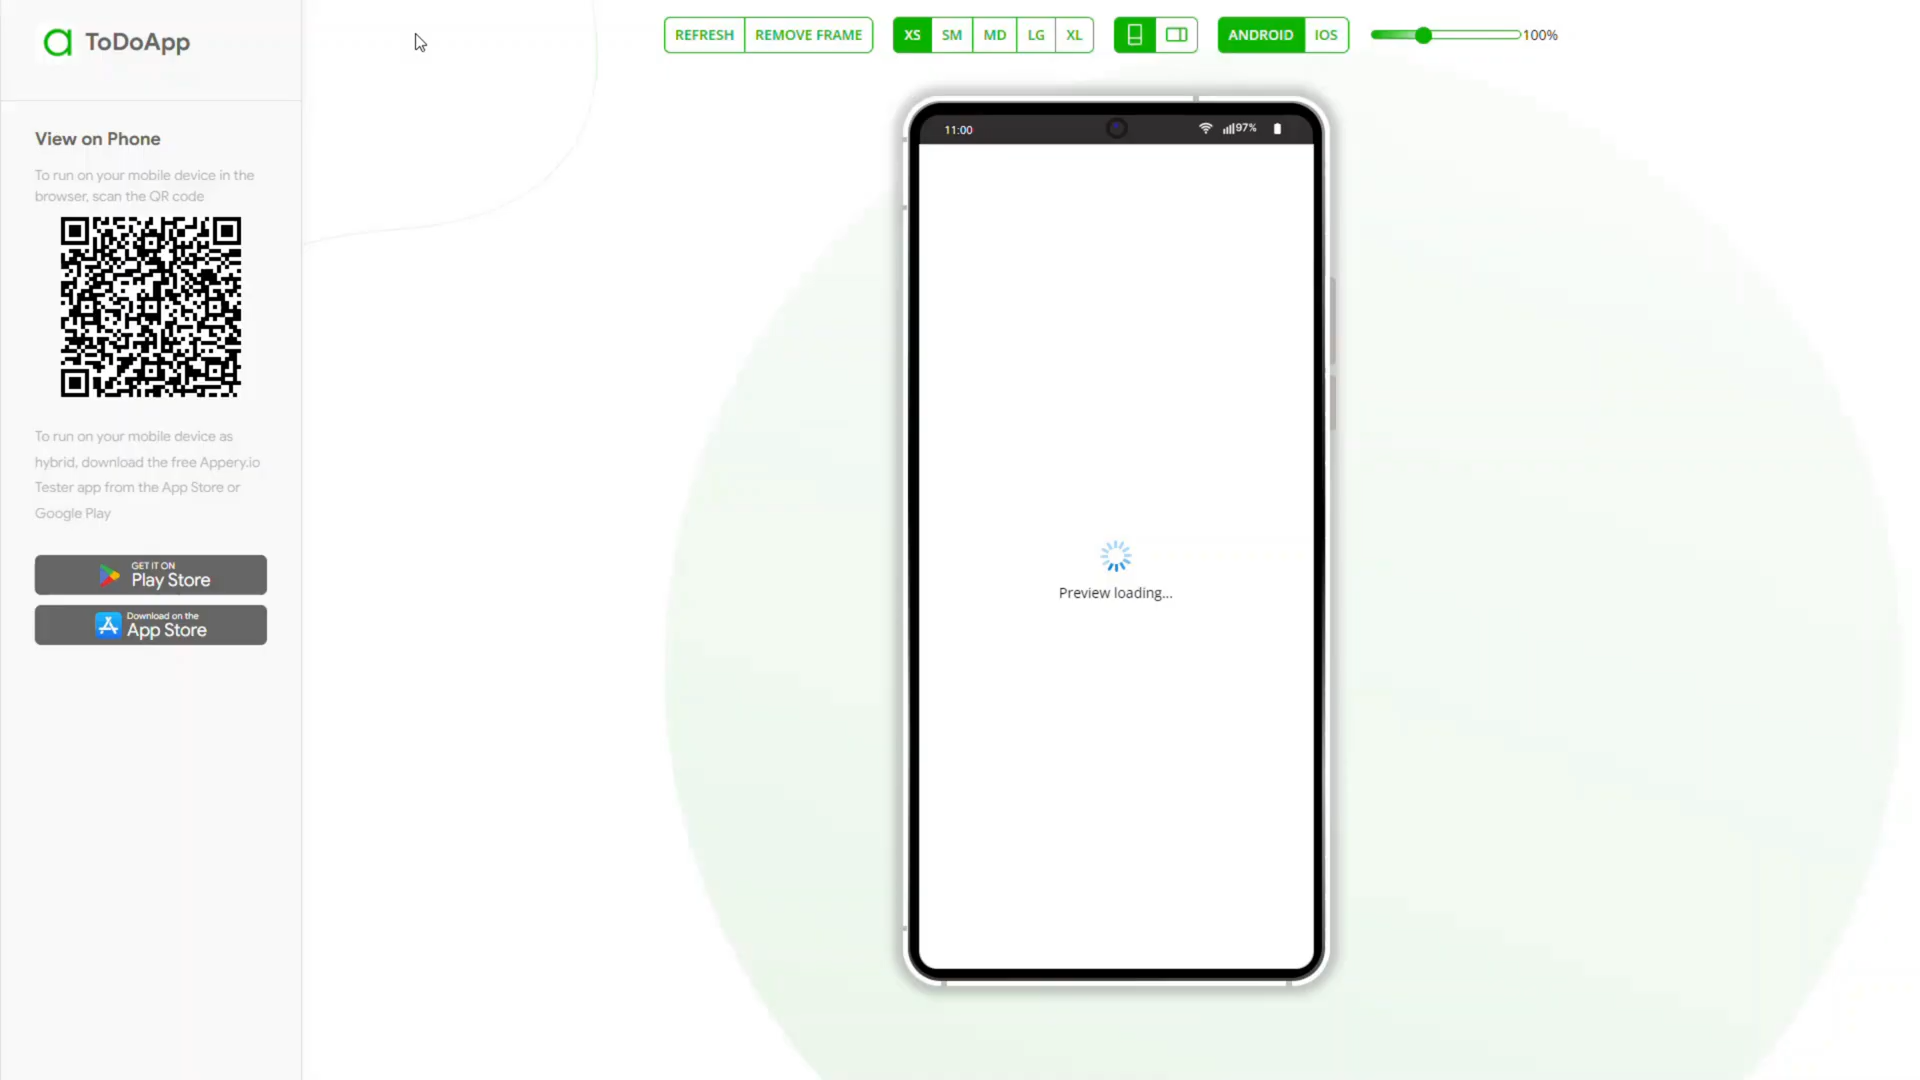 ToDoApp
REFRESH REMOVE FRAME XS SM MD LG XL ANDROID IOS 100%
View on Phone
To run on your mobile device in the
browser, scan the QR code
To run on your mobile device as
hybrid, download the free Appery.io
Tester app from the App Store or
Google Play
GET IT ON
Play Store
Download on the
App Store
11:00 97%
Preview loading...